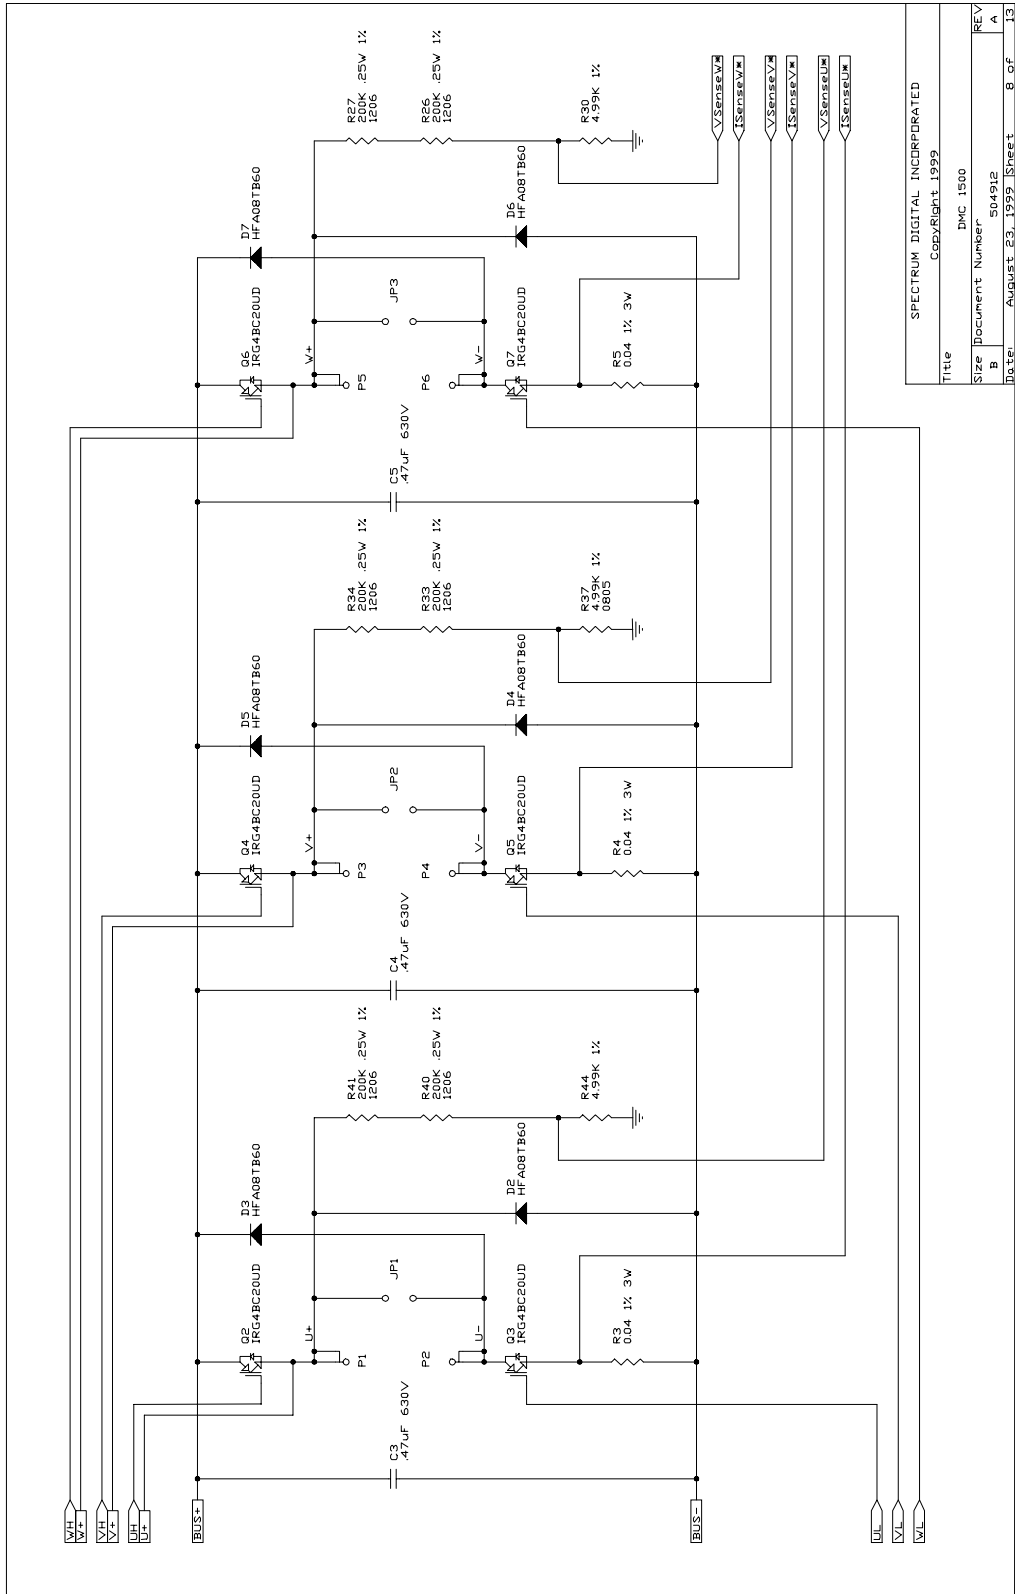 WH
W+
VH
V+
UH
U+
BUS+
BUS-
UL
VL
WL
C3
.47uF 630V
Q2
IRG4BC20UD
D3
HFA08TB60
U+
P1
JP1
P2
U-
Q3
IRG4BC20UD
D2
HFA08TB60
R3
0.04 1% 3W
R41
200K .25W 1%
1206
R40
200K .25W 1%
1206
R44
4.99K 1%
C4
.47uF 630V
Q4
IRG4BC20UD
D5
HFA08TB60
V+
P3
JP2
P4
V-
Q5
IRG4BC20UD
D4
HFA08TB60
R4
0.04 1% 3W
R34
200K .25W 1%
1206
R33
200K .25W 1%
1206
R37
4.99K 1%
0805
C5
.47uF 630V
Q6
IRG4BC20UD
D7
HFA08TB60
W+
P5
JP3
P6
W-
Q7
IRG4BC20UD
D6
HFA08TB60
R5
0.04 1% 3W
R27
200K .25W 1%
1206
R26
200K .25W 1%
1206
R30
4.99K 1%
VSenseW*
ISenseW*
VSenseV*
ISenseV*
VSenseU*
ISenseU*
SPECTRUM DIGITAL INCORPORATED
CopyRight 1999
Title
DMC 1500
Size Document Number REV
B 504912 A
Date: August 23, 1999 Sheet 8 of 13